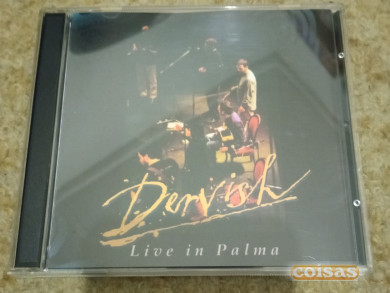 Dervish
Live in Palma
coisas